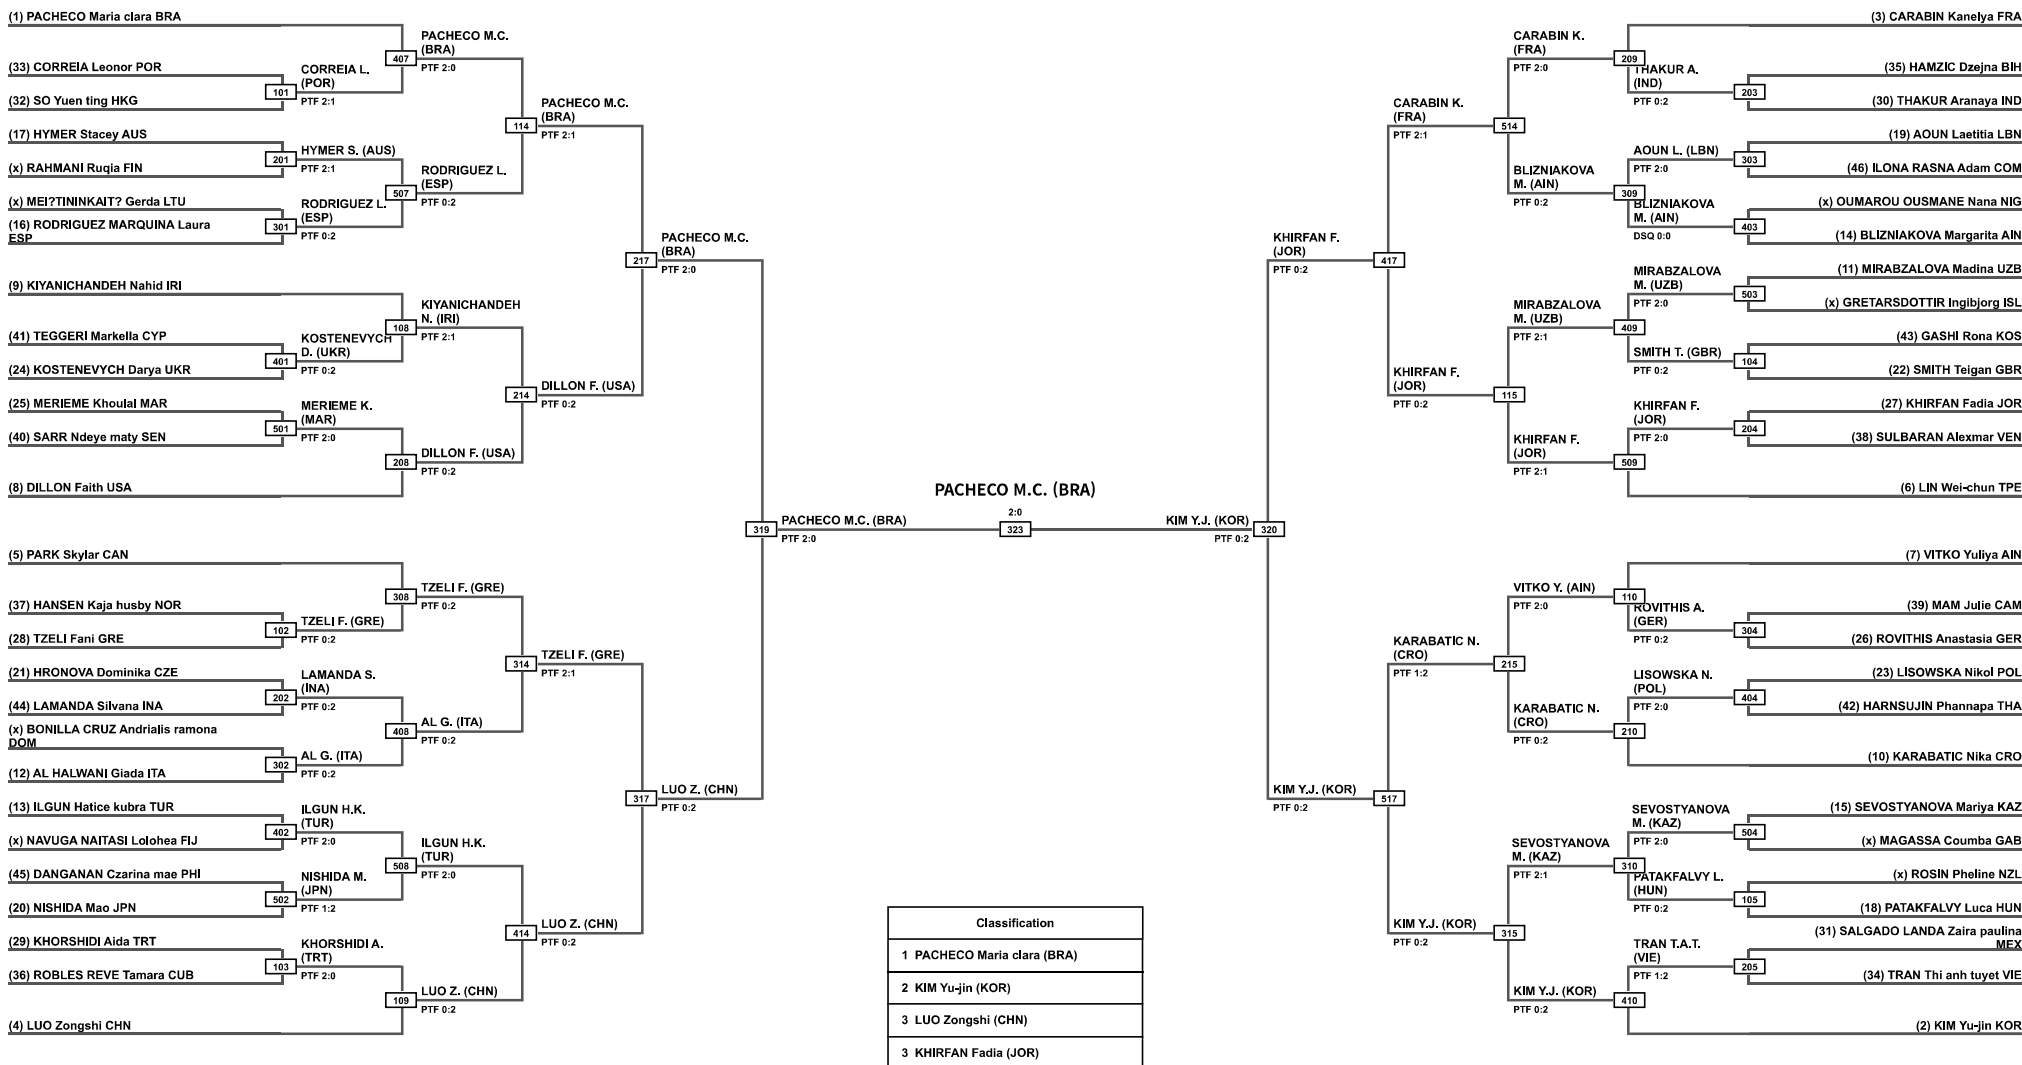 (1) PACHECO Maria clara BRA
(33) CORREIA Leonor POR
(32) SO Yuen ting HKG
(17) HYMER Stacey AUS
(x) RAHMANI Ruqia FIN
(x) MEI?TININKAIT? Gerda LTU
(16) RODRIGUEZ MARQUINA Laura
ESP
(9) KIYANICHANDEH Nahid IRI
(41) TEGGERI Markella CYP
(24) KOSTENEVYCH Darya UKR
(25) MERIEME Khoulal MAR
(40) SARR Ndeye maty SEN
(8) DILLON Faith USA
(5) PARK Skylar CAN
(37) HANSEN Kaja husby NOR
(28) TZELI Fani GRE
(21) HRONOVA Dominika CZE
(44) LAMANDA Silvana INA
(x) BONILLA CRUZ Andrialis ramona
DOM
(12) AL HALWANI Giada ITA
(13) ILGUN Hatice kubra TUR
(x) NAVUGA NAITASI Lolohea FIJ
(45) DANGANAN Czarina mae PHI
(20) NISHIDA Mao JPN
(29) KHORSHIDI Aida TRT
(36) ROBLES REVE Tamara CUB
(4) LUO Zongshi CHN
101
CORREIA L.
(POR)
PTF 2:1
201
HYMER S. (AUS)
PTF 2:1
301
RODRIGUEZ L.
(ESP)
PTF 0:2
401
KOSTENEVYCH
D. (UKR)
PTF 0:2
501
MERIEME K.
(MAR)
PTF 2:0
102
TZELI F. (GRE)
PTF 0:2
202
LAMANDA S.
(INA)
PTF 0:2
302
AL G. (ITA)
PTF 0:2
402
ILGUN H.K.
(TUR)
PTF 2:0
502
NISHIDA M.
(JPN)
PTF 1:2
103
KHORSHIDI A.
(TRT)
PTF 2:0
407
PACHECO M.C.
(BRA)
PTF 2:0
507
RODRIGUEZ L.
(ESP)
PTF 0:2
108
KIYANICHANDEH
N. (IRI)
PTF 2:1
208
DILLON F. (USA)
PTF 0:2
308
TZELI F. (GRE)
PTF 0:2
408
AL G. (ITA)
PTF 0:2
508
ILGUN H.K.
(TUR)
PTF 2:0
109
LUO Z. (CHN)
PTF 0:2
114
PACHECO M.C.
(BRA)
PTF 2:1
214
DILLON F. (USA)
PTF 0:2
314
TZELI F. (GRE)
PTF 2:1
414
LUO Z. (CHN)
PTF 0:2
217
PACHECO M.C.
(BRA)
PTF 2:0
317
LUO Z. (CHN)
PTF 0:2
319
PACHECO M.C. (BRA)
PTF 2:0
PACHECO M.C. (BRA)
2:0
323
KIM Y.J. (KOR)
PTF 0:2
320
KHIRFAN F.
(JOR)
PTF 0:2
417
KIM Y.J. (KOR)
PTF 0:2
517
CARABIN K.
(FRA)
PTF 2:1
514
KHIRFAN F.
(JOR)
PTF 0:2
115
KARABATIC N.
(CRO)
PTF 1:2
215
KIM Y.J. (KOR)
PTF 0:2
315
CARABIN K.
(FRA)
PTF 2:0
209
BLIZNIAKOVA
M. (AIN)
PTF 0:2
309
MIRABZALOVA
M. (UZB)
PTF 2:1
409
KHIRFAN F.
(JOR)
PTF 2:1
509
VITKO Y. (AIN)
PTF 2:0
110
KARABATIC N.
(CRO)
PTF 0:2
210
SEVOSTYANOVA
M. (KAZ)
PTF 2:1
310
KIM Y.J. (KOR)
PTF 0:2
410
THAKUR A.
(IND)
PTF 0:2
203
AOUN L. (LBN)
PTF 2:0
303
BLIZNIAKOVA
M. (AIN)
DSQ 0:0
403
MIRABZALOVA
M. (UZB)
PTF 2:0
503
SMITH T. (GBR)
PTF 0:2
104
KHIRFAN F.
(JOR)
PTF 2:0
204
ROVITHIS A.
(GER)
PTF 0:2
304
LISOWSKA N.
(POL)
PTF 2:0
404
SEVOSTYANOVA
M. (KAZ)
PTF 2:0
504
PATAKFALVY L.
(HUN)
PTF 0:2
105
TRAN T.A.T.
(VIE)
PTF 1:2
205
(3) CARABIN Kanelya FRA
(35) HAMZIC Dzejna BIH
(30) THAKUR Aranaya IND
(19) AOUN Laetitia LBN
(46) ILONA RASNA Adam COM
(x) OUMAROU OUSMANE Nana NIG
(14) BLIZNIAKOVA Margarita AIN
(11) MIRABZALOVA Madina UZB
(x) GRETARSDOTTIR Ingibjorg ISL
(43) GASHI Rona KOS
(22) SMITH Teigan GBR
(27) KHIRFAN Fadia JOR
(38) SULBARAN Alexmar VEN
(6) LIN Wei-chun TPE
(7) VITKO Yuliya AIN
(39) MAM Julie CAM
(26) ROVITHIS Anastasia GER
(23) LISOWSKA Nikol POL
(42) HARNSUJIN Phannapa THA
(10) KARABATIC Nika CRO
(15) SEVOSTYANOVA Mariya KAZ
(x) MAGASSA Coumba GAB
(x) ROSIN Pheline NZL
(18) PATAKFALVY Luca HUN
(31) SALGADO LANDA Zaira paulina
MEX
(34) TRAN Thi anh tuyet VIE
(2) KIM Yu-jin KOR
Classification
1 PACHECO Maria clara (BRA)
2 KIM Yu-jin (KOR)
3 LUO Zongshi (CHN)
3 KHIRFAN Fadia (JOR)